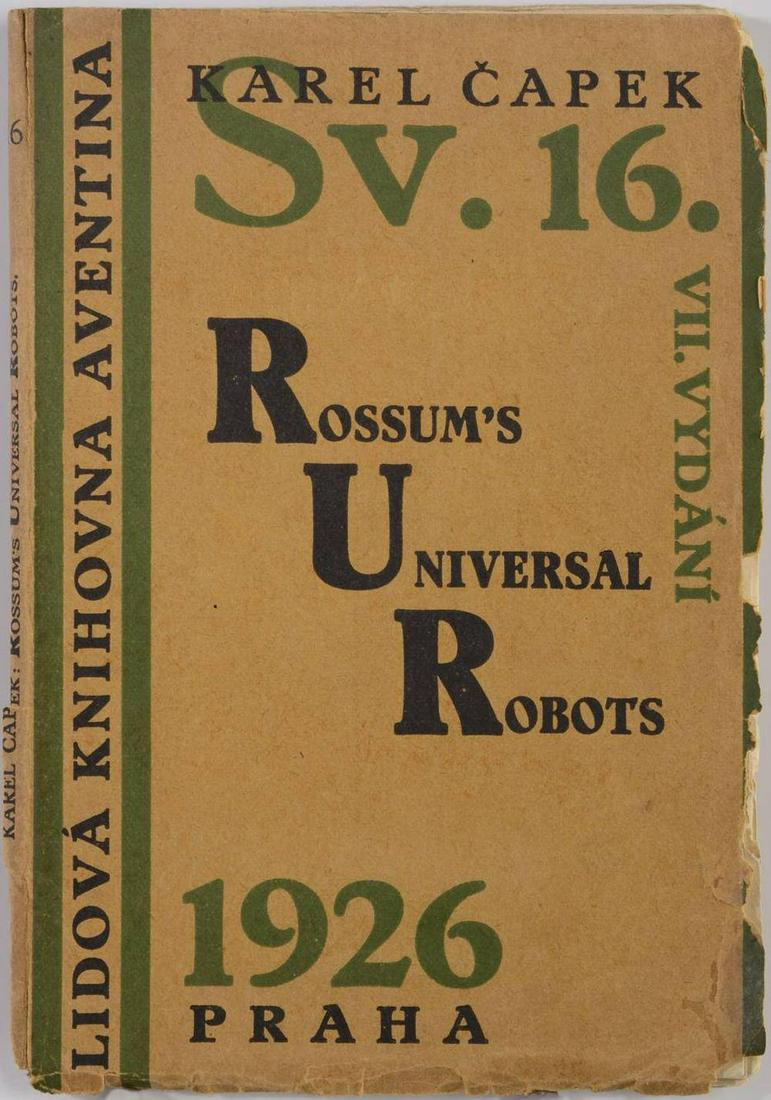 KAREL ČAPEK
Sv. 16.
VII. VYDÁNÍ
ROSSUM'S
UNIVERSAL
ROBOTS
1926
PRAHA
LIDOVÁ KNIHOVNA AVENTINA
6
KAREL ČAPEK: ROSSUM'S UNIVERSAL ROBOTS.